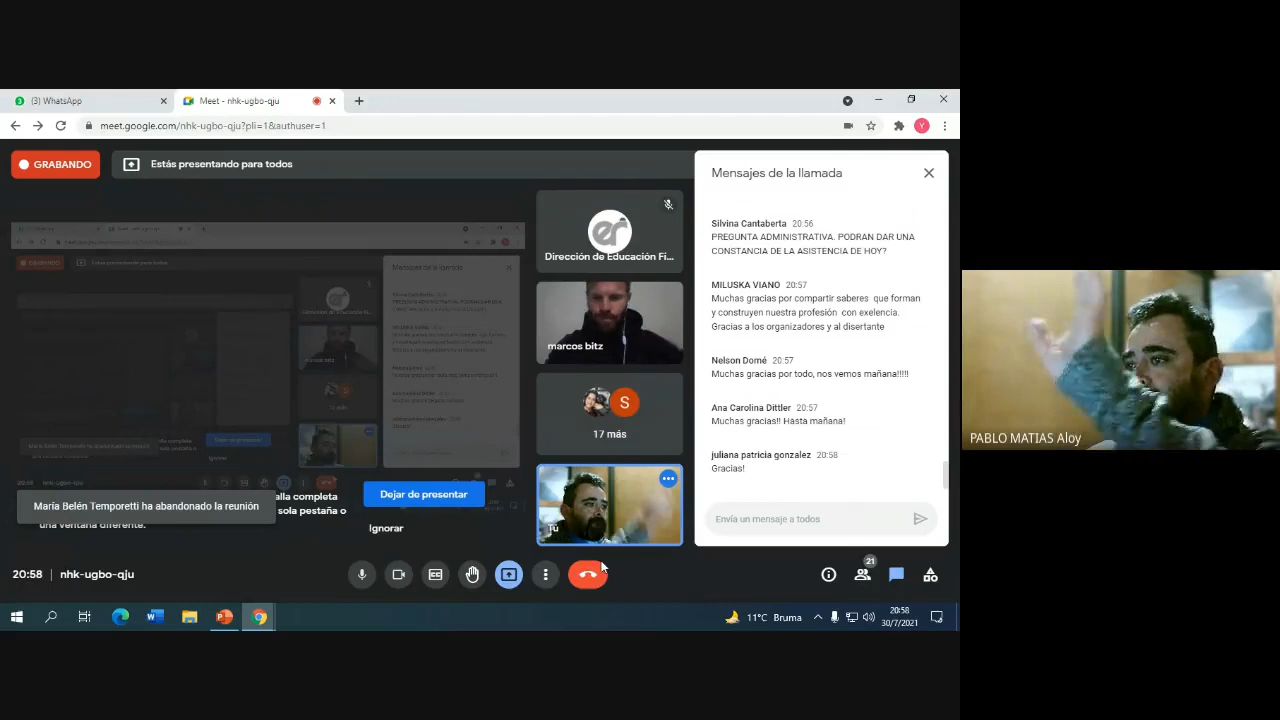 (3) WhatsApp
Meet - nhk-ugbo-qju
meet.google.com/nhk-ugbo-qju?pli=1&authuser=1
Y
GRABANDO
Estás presentando para todos
er
Dirección de Educación Fi...
marcos bitz
S
17 más
Tú
Mensajes de la llamada
Silvina Cantaberta 20:56
PREGUNTA ADMINISTRATIVA. PODRAN DAR UNA
CONSTANCIA DE LA ASISTENCIA DE HOY?
MILUSKA VIANO 20:57
Muchas gracias por compartir saberes que forman
y construyen nuestra profesión con exelencia.
Gracias a los organizadores y al disertante
Nelson Domé 20:57
Muchas gracias por todo, nos vemos mañana!!!!!
Ana Carolina Dittler 20:57
Muchas gracias!! Hasta mañana!
juliana patricia gonzalez 20:58
Gracias!
Envía un mensaje a todos
María Belén Temporetti ha abandonado la reunión
alla completa
sola pestaña o
una ventana diferente.
Dejar de presentar
Ignorar
20:58 | nhk-ugbo-qju
21
11°C Bruma
20:58
30/7/2021
PABLO MATIAS Aloy